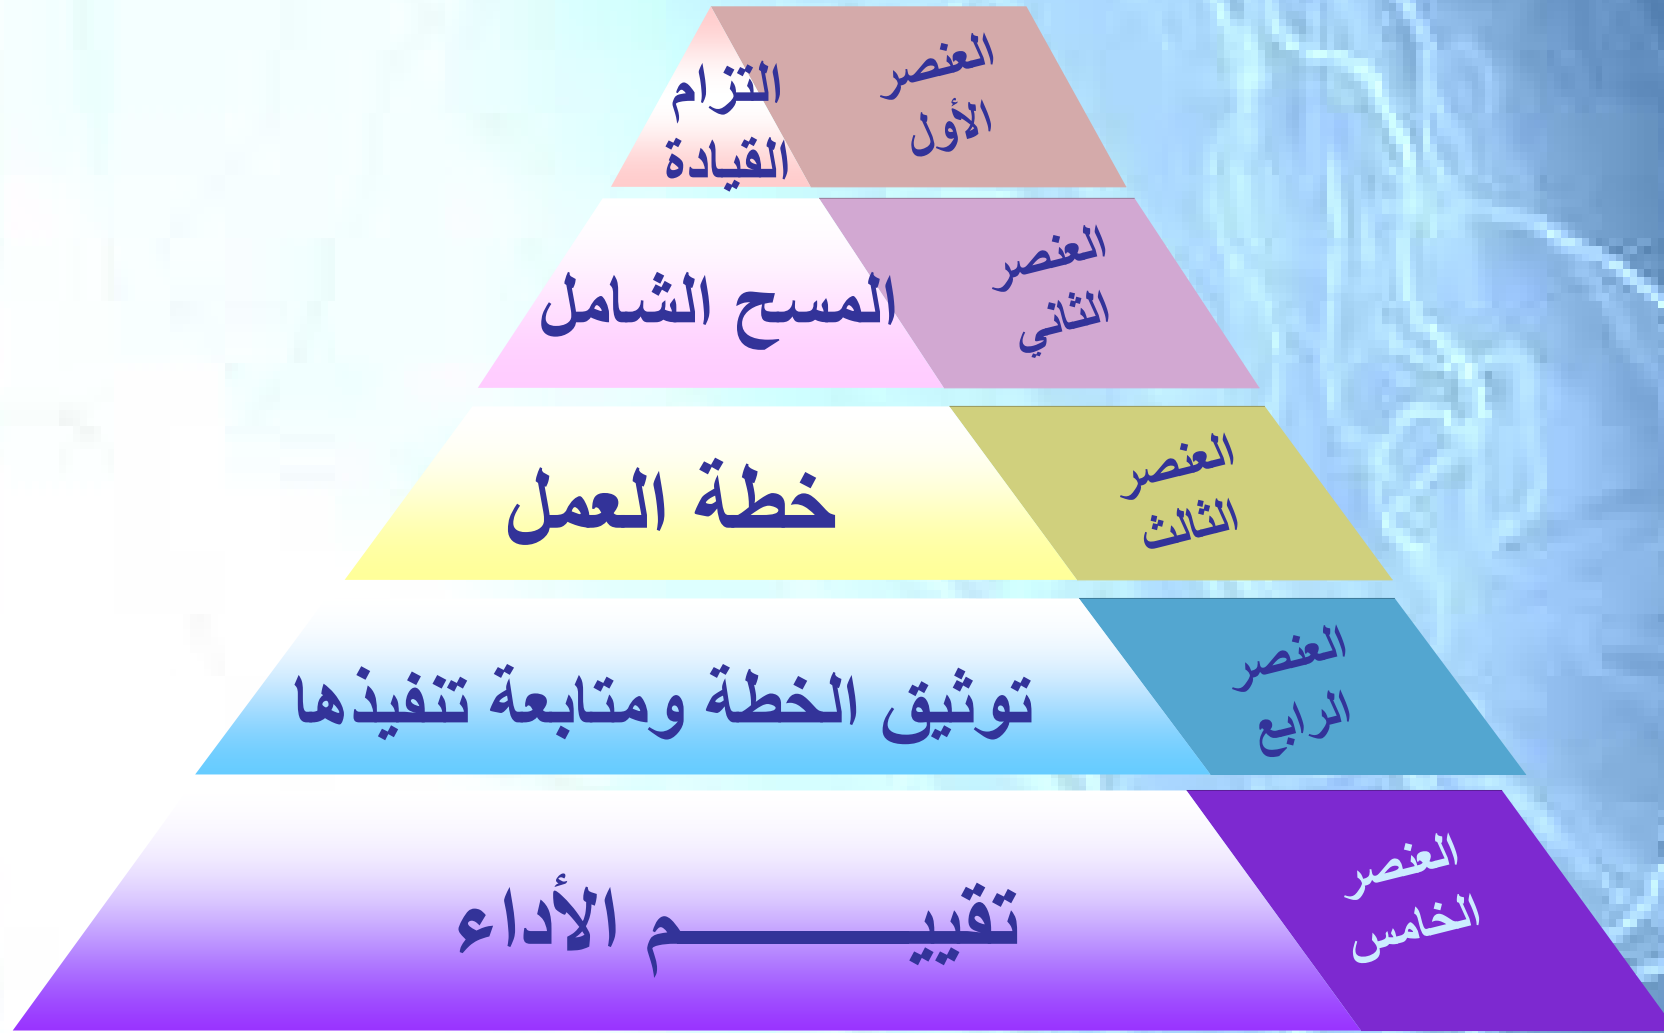 العنصر
الأول
التزام
القيادة
العنصر
الثاني
المسح الشامل
العنصر
الثالث
خطة العمل
العنصر
الرابع
توثيق الخطة ومتابعة تنفيذها
العنصر
الخامس
تقييـــــــــــم الأداء